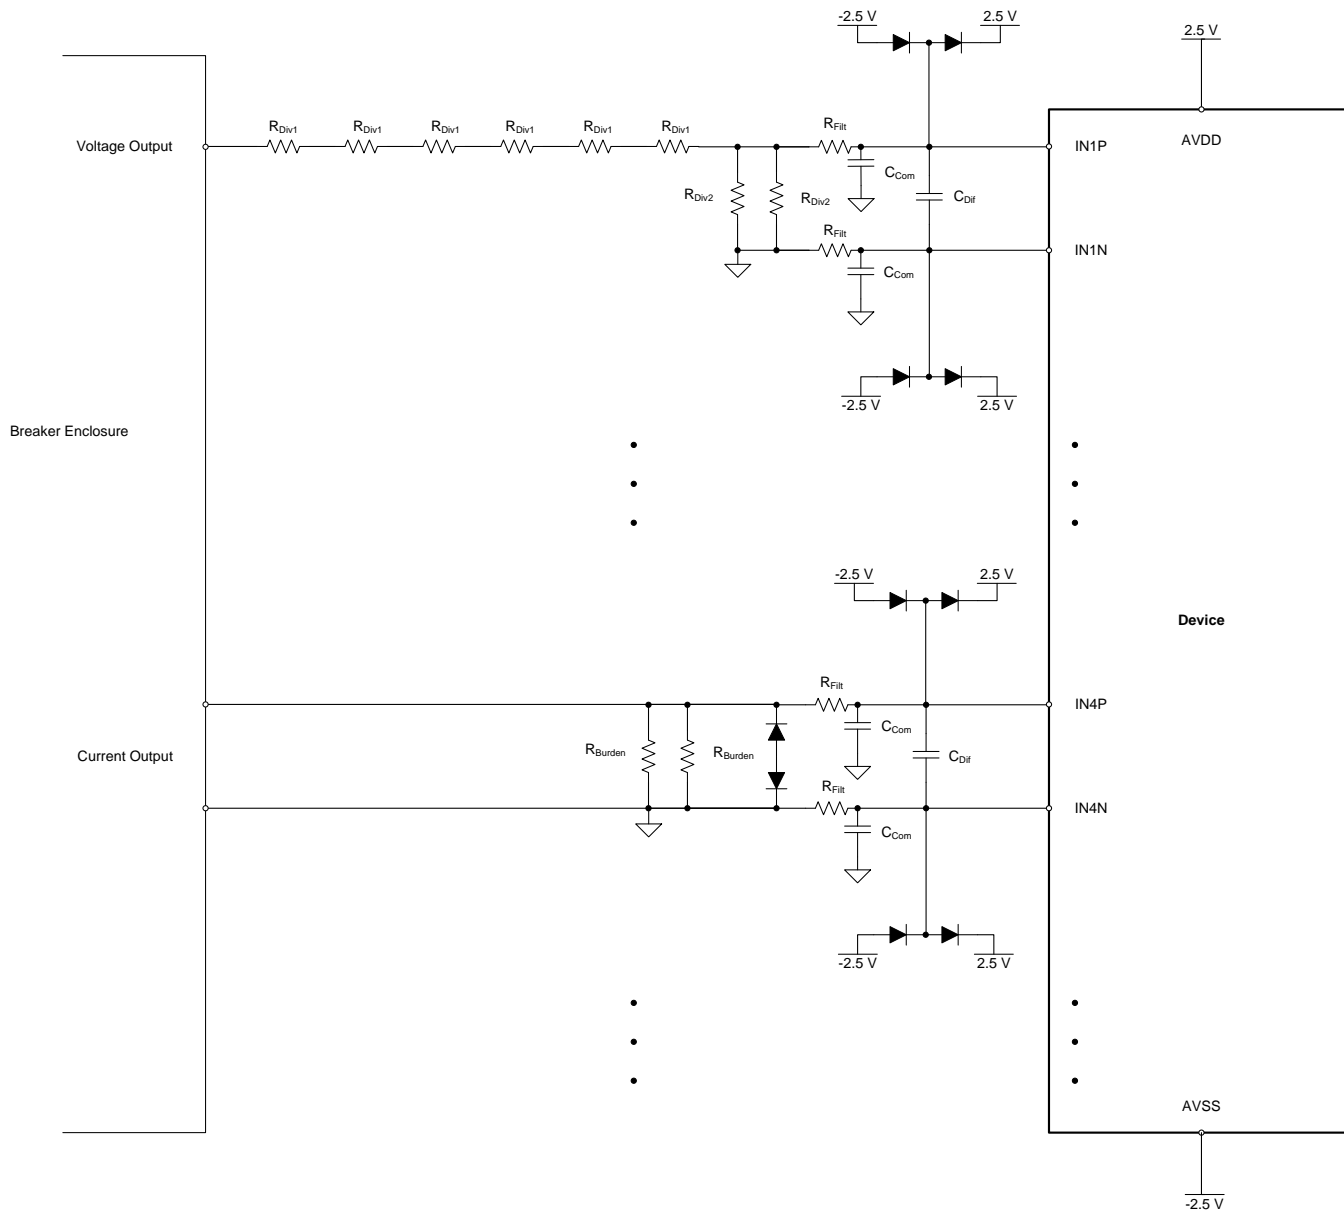 -2.5 V
2.5 V
2.5 V
Voltage Output
RDiv1
RDiv1
RDiv1
RDiv1
RDiv1
RDiv1
RFilt
CCom
IN1P
AVDD
RDiv2
RDiv2
CDif
RFilt
CCom
IN1N
-2.5 V
2.5 V
Breaker Enclosure
-2.5 V
2.5 V
Device
RFilt
CCom
IN4P
Current Output
RBurden
RBurden
CDif
RFilt
CCom
IN4N
-2.5 V
2.5 V
AVSS
-2.5 V